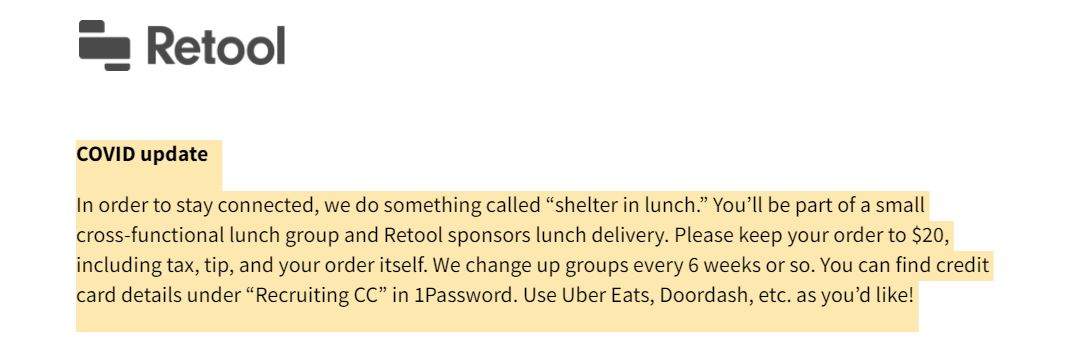 Retool
COVID update
In order to stay connected, we do something called “shelter in lunch.” You’ll be part of a small
cross-functional lunch group and Retool sponsors lunch delivery. Please keep your order to $20,
including tax, tip, and your order itself. We change up groups every 6 weeks or so. You can find credit
card details under “Recruiting CC” in 1Password. Use Uber Eats, Doordash, etc. as you’d like!